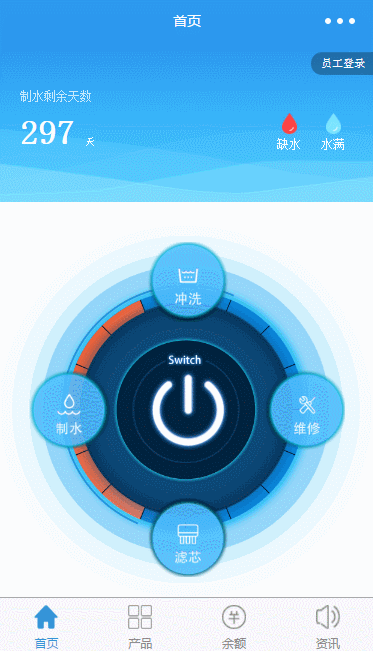 首页
员工登录
制水剩余天数
297 天
缺水 水满
冲洗
Switch
制水
维修
滤芯
首页 产品 余额 资讯